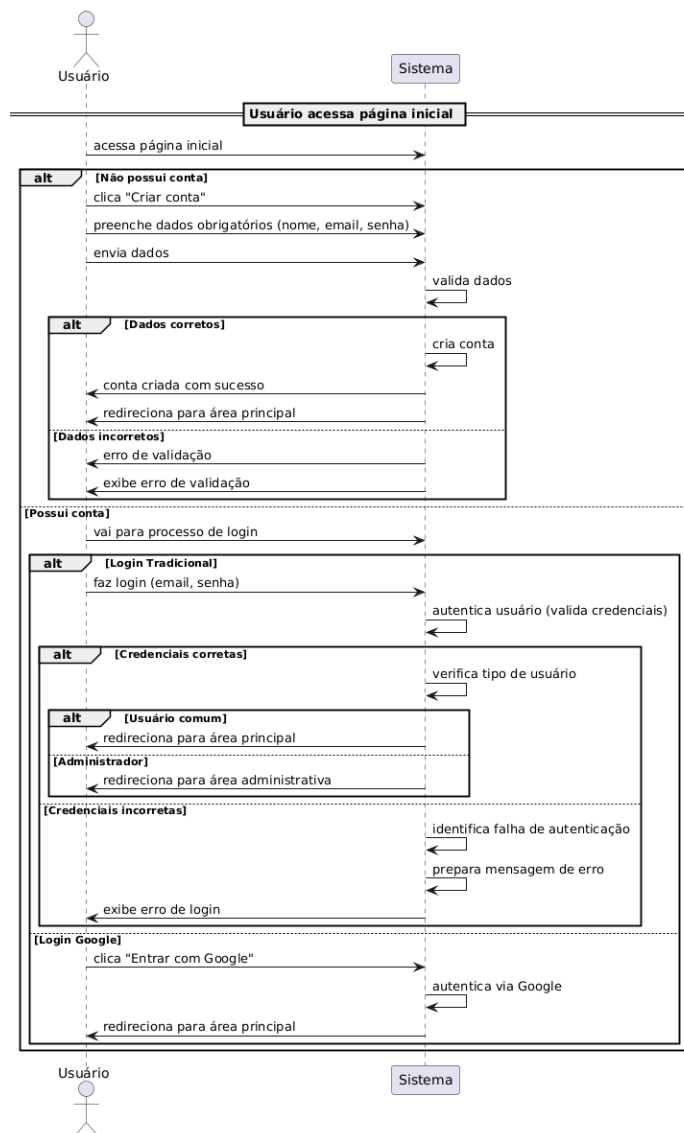 Usuário
Sistema
Usuário acessa página inicial
acessa página inicial
alt [Não possui conta]
clica "Criar conta"
preenche dados obrigatórios (nome, email, senha)
envia dados
valida dados
alt [Dados corretos]
cria conta
conta criada com sucesso
redireciona para área principal
[Dados incorretos]
erro de validação
exibe erro de validação
[Possui conta]
vai para processo de login
alt [Login Tradicional]
faz login (email, senha)
autentica usuário (valida credenciais)
alt [Credenciais corretas]
verifica tipo de usuário
alt [Usuário comum]
redireciona para área principal
[Administrador]
redireciona para área administrativa
[Credenciais incorretas]
identifica falha de autenticação
prepara mensagem de erro
exibe erro de login
[Login Google]
clica "Entrar com Google"
autentica via Google
redireciona para área principal
Usuário
Sistema